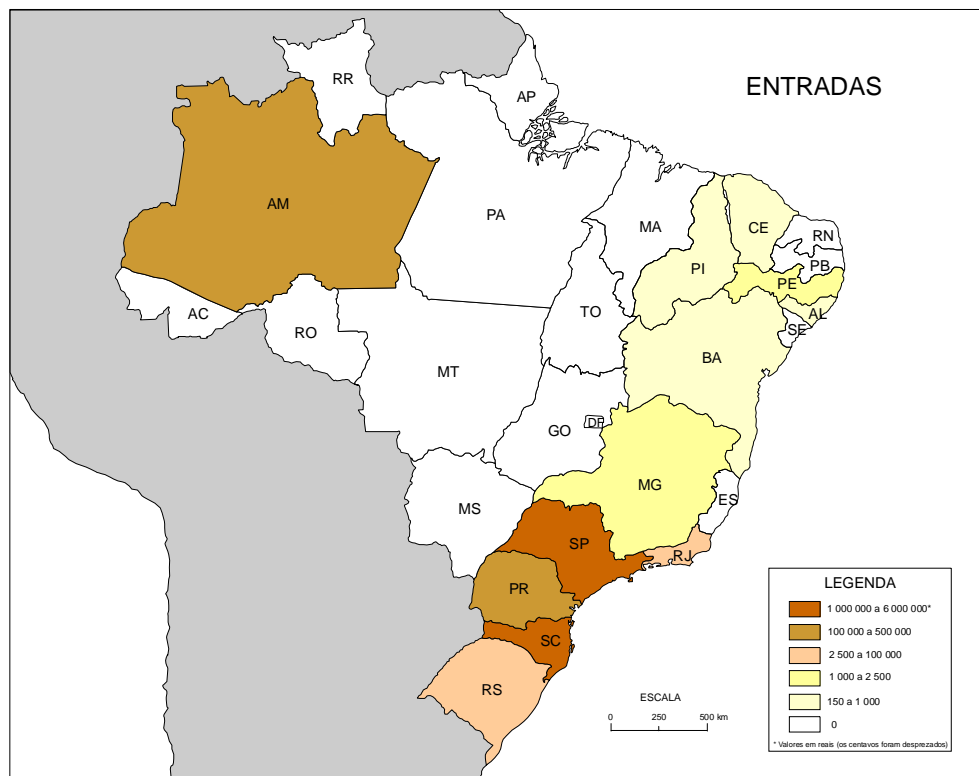 ENTRADAS
RR
AP
AM
PA
MA
CE
RN
PI
PB
PE
AL
SE
AC
RO
TO
BA
MT
GO
DF
MG
ES
MS
SP
RJ
PR
SC
RS
LEGENDA
1 000 000 a 6 000 000*
100 000 a 500 000
2 500 a 100 000
1 000 a 2 500
150 a 1 000
0
* Valores em reais (os centavos foram desprezados)
ESCALA
0 250 500 km